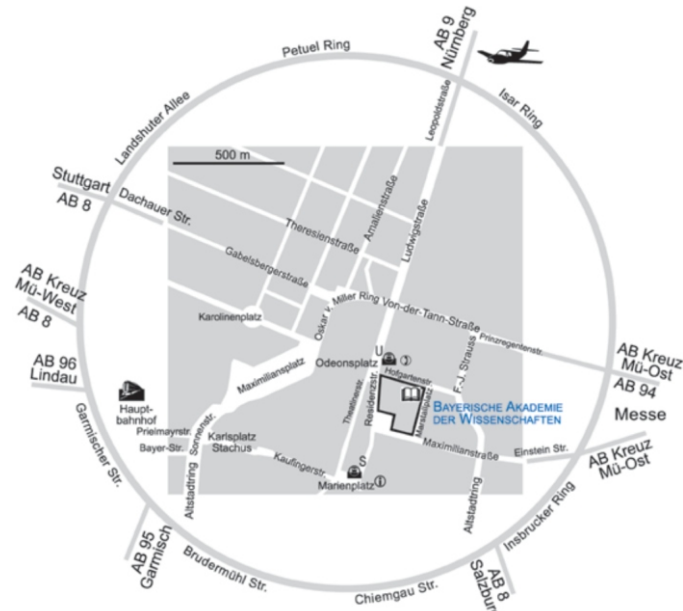 AB 9
Nürnberg
Petuel Ring
Isar Ring
Landshuter Allee
Leopoldstraße
500 m
Stuttgart
AB 8
Dachauer Str.
Theresienstraße
Amalienstraße
Ludwigstraße
Gabelsbergerstraße
AB Kreuz
Mü-West
AB 8
Karolinenplatz
Oskar v. Miller Ring
Von-der-Tann-Straße
Prinzregentenstr.
AB Kreuz
Mü-Ost
AB 94
AB 96
Lindau
Maximiliansplatz
Odeonsplatz
U
Hofgartenstr.
F.-J. Strauss
Theatinerstr.
Residenzstr.
Marstallplatz
BAYERISCHE AKADEMIE
DER WISSENSCHAFTEN
Messe
Haupt-
bahnhof
Garmischer Str.
Prielmayrstr.
Bayer-Str.
Sonnenstr.
Karlsplatz
Stachus
Kaufingerstr.
Maximilianstraße
Einstein Str.
AB Kreuz
Mü-Ost
S
Marienplatz
Altstadtring
Altstadtring
Innsbrucker Ring
AB 95
Garmisch
Brudermühl Str.
Chiemgau Str.
AB 8
Salzburg